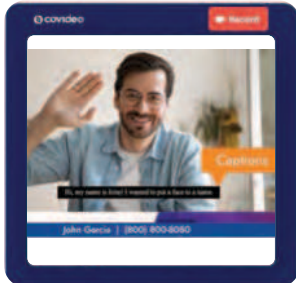 covideo
Record
Captions
Hi, my name is John! I wanted to put a face to a name.
John Garcia | (800) 800-8080